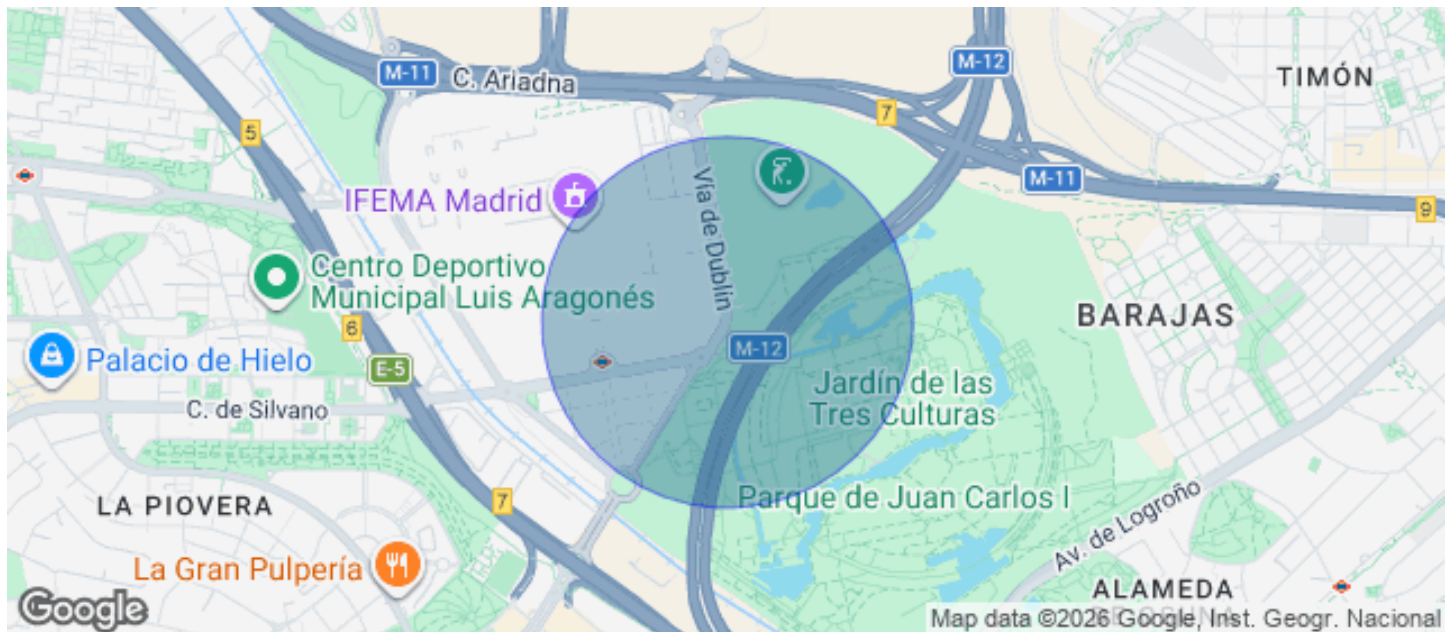 M-11
C. Ariadna
M-12
TIMÓN
7
5
M-11
IFEMA Madrid
Vía de Dublín
9
Centro Deportivo
Municipal Luis Aragonés
BARAJAS
6
M-12
Palacio de Hielo
E-5
Jardín de las
Tres Culturas
C. de Silvano
LA PIOVERA
7
Parque de Juan Carlos I
Av. de Logroño
La Gran Pulpería
ALAMEDA
Google
Map data ©2026 Google, Inst. Geogr. Nacional